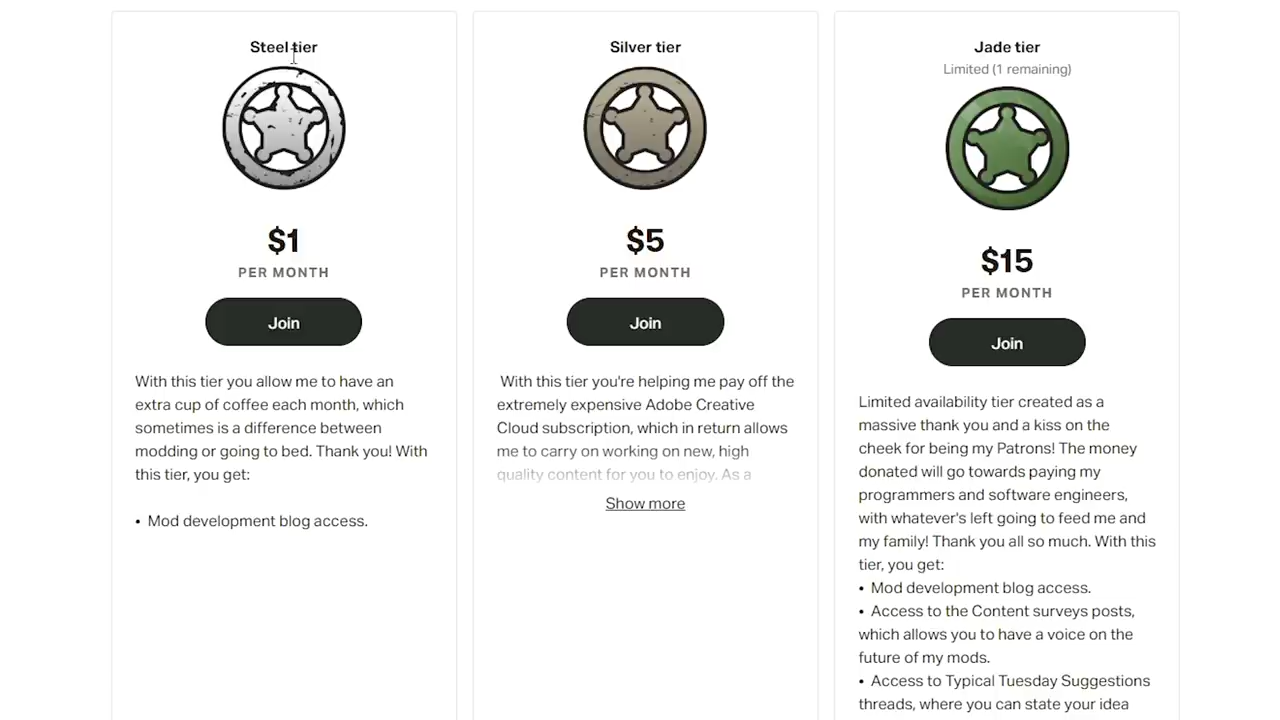 Steel tier
$1
PER MONTH
Join
With this tier you allow me to have an
extra cup of coffee each month, which
sometimes is a difference between
modding or going to bed. Thank you! With
this tier, you get:
• Mod development blog access.
Silver tier
$5
PER MONTH
Join
With this tier you're helping me pay off the
extremely expensive Adobe Creative
Cloud subscription, which in return allows
me to carry on working on new, high
quality content for you to enjoy. As a
Show more
Jade tier
Limited (1 remaining)
$15
PER MONTH
Join
Limited availability tier created as a
massive thank you and a kiss on the
cheek for being my Patrons! The money
donated will go towards paying my
programmers and software engineers,
with whatever's left going to feed me and
my family! Thank you all so much. With this
tier, you get:
• Mod development blog access.
• Access to the Content surveys posts,
which allows you to have a voice on the
future of my mods.
• Access to Typical Tuesday Suggestions
threads, where you can state your idea